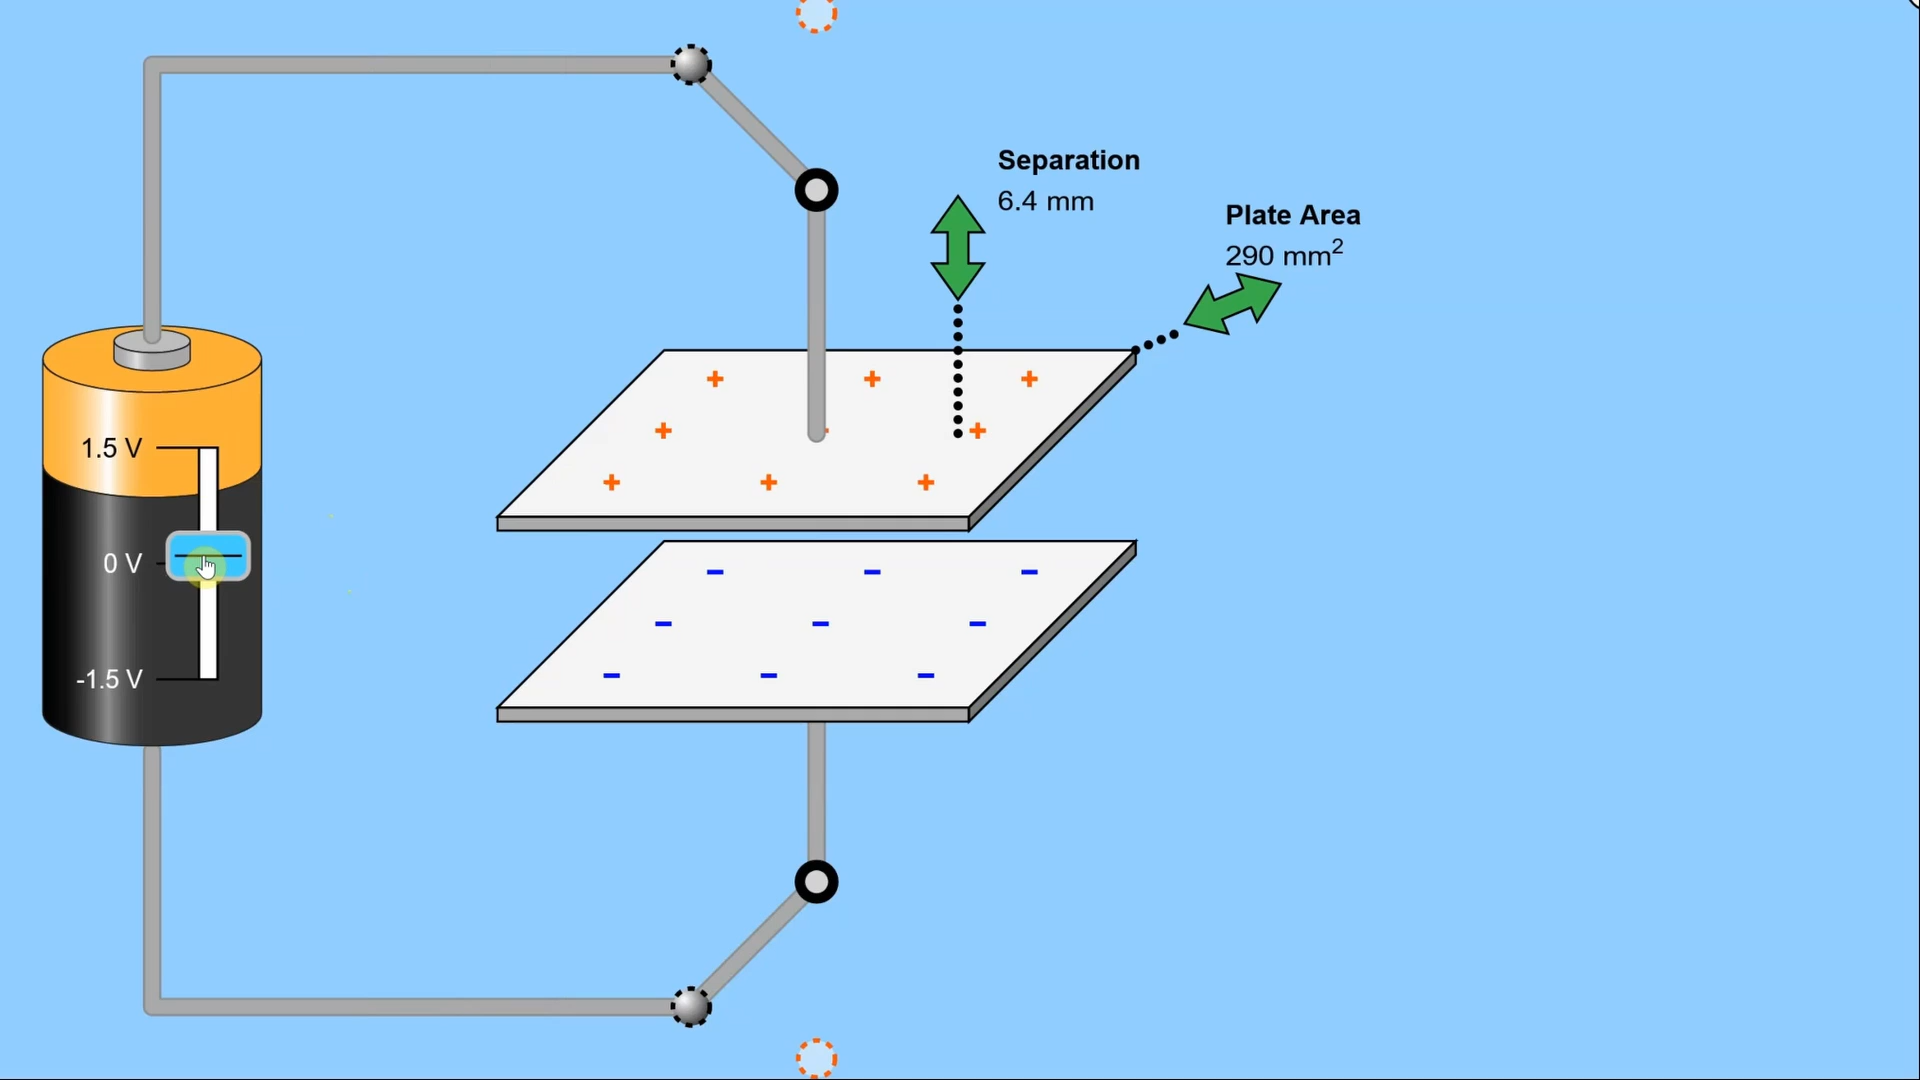 Separation
6.4 mm
Plate Area
290 mm²
1.5 V
0 V
-1.5 V